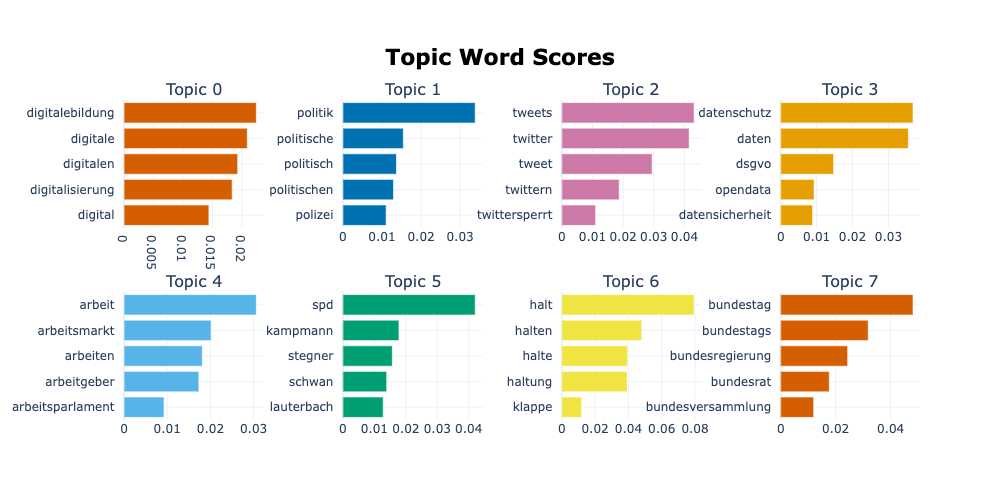 Topic Word Scores
Topic 0
digitalebildung
digitale
digitalen
digitalisierung
digital
0 0.005 0.01 0.015 0.02
Topic 1
politik
politische
politisch
politischen
polizei
0 0.01 0.02 0.03
Topic 2
tweets
twitter
tweet
twittern
twittersperrt
0 0.01 0.02 0.03 0.04
Topic 3
datenschutz
daten
dsgvo
opendata
datensicherheit
0 0.01 0.02 0.03
Topic 4
arbeit
arbeitsmarkt
arbeiten
arbeitgeber
arbeitsparlament
0 0.01 0.02 0.03
Topic 5
spd
kampmann
stegner
schwan
lauterbach
0 0.01 0.02 0.03 0.04
Topic 6
halt
halten
halte
haltung
klappe
0 0.02 0.04 0.06 0.08
Topic 7
bundestag
bundestags
bundesregierung
bundesrat
bundesversammlung
0 0.02 0.04